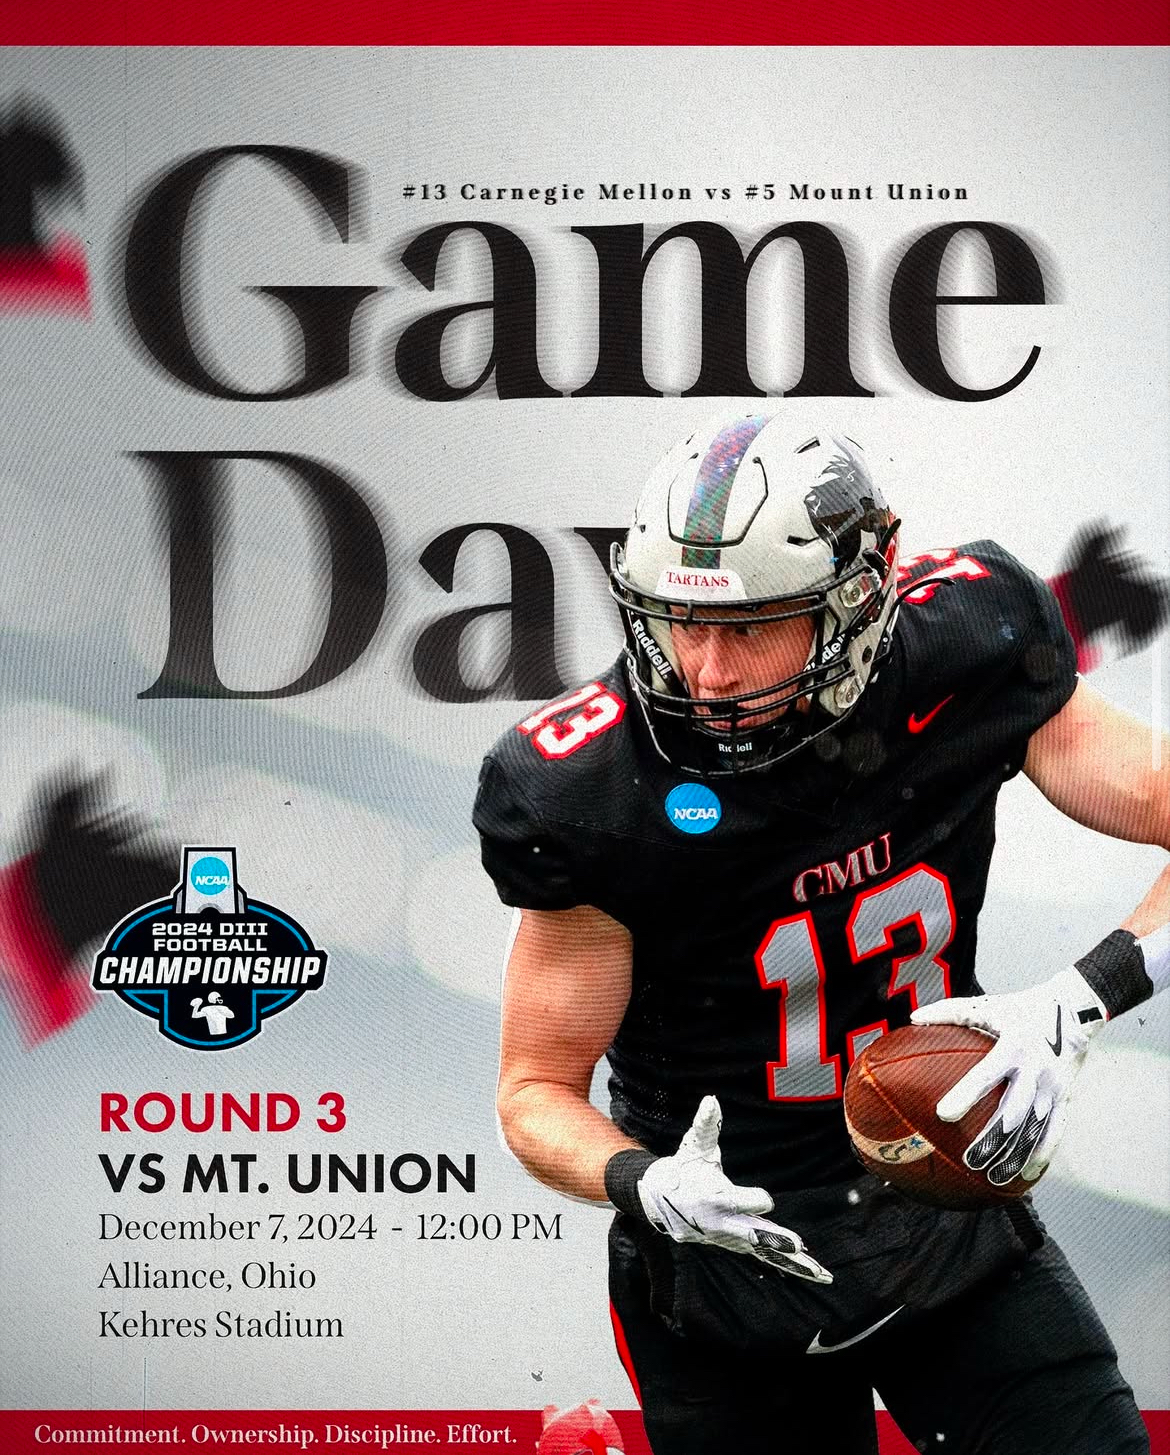 #13 Carnegie Mellon vs #5 Mount Union
Game
Day
TARTANS
Riddell
Riddell
Riddell
13
13
NCAA
CMU
13
NCAA
2024 DIII
FOOTBALL
CHAMPIONSHIP
ROUND 3
VS MT. UNION
December 7, 2024 - 12:00 PM
Alliance, Ohio
Kehres Stadium
Commitment. Ownership. Discipline. Effort.